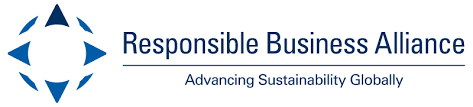 Responsible Business Alliance
Advancing Sustainability Globally